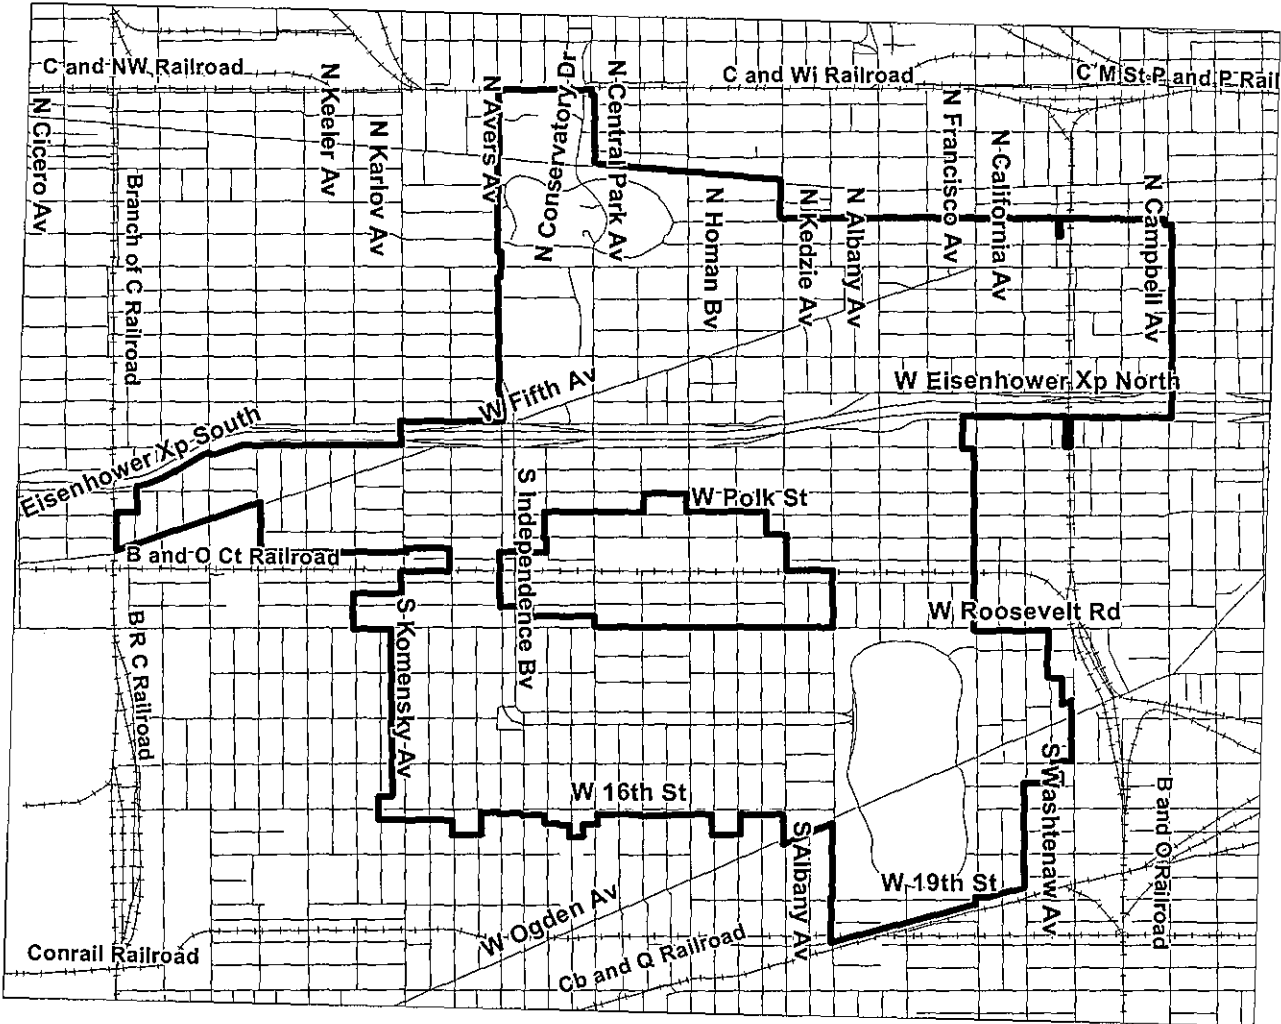 C and NW Railroad
C and Wi Railroad
C M St P and P Rail
N Cicero Av
N Keeler Av
N Karlov Av
N Avers Av
N Conservatory Dr
N Central Park Av
N Homan Bv
N Kedzie Av
N Albany Av
N Francisco Av
N California Av
N Campbell Av
Branch of C Railroad
W Eisenhower Xp North
W Fifth Av
Eisenhower Xp South
S Independence Bv
W Polk St
B and O Ct Railroad
W Roosevelt Rd
B R C Railroad
S Komensky Av
W 16th St
S Washtenaw Av
B and O Railroad
S Albany Av
W 19th St
W Ogden Av
Cb and Q Railroad
Conrail Railroad